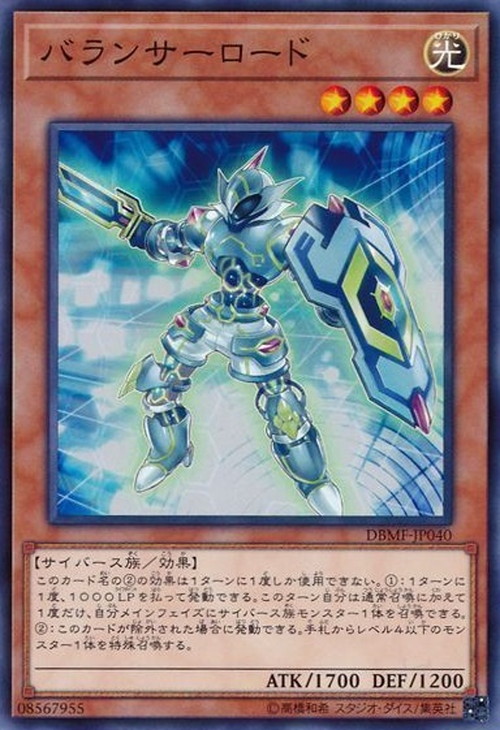 バランサーロード
ひかり
光
DBMF-JP040
【サイバース族／効果】
このカード名の②の効果は1ターンに1度しか使用できない。①：1ターンに
1度、1000LPを払って発動できる。このターン自分は通常召喚に加えて
1度だけ、自分メインフェイズにサイバース族モンスター1体を召喚できる。
②：このカードが除外された場合に発動できる。手札からレベル4以下のモン
スター1体を特殊召喚する。
ATK/1700 DEF/1200
08567955
©高橋和希 スタジオ・ダイス/集英社